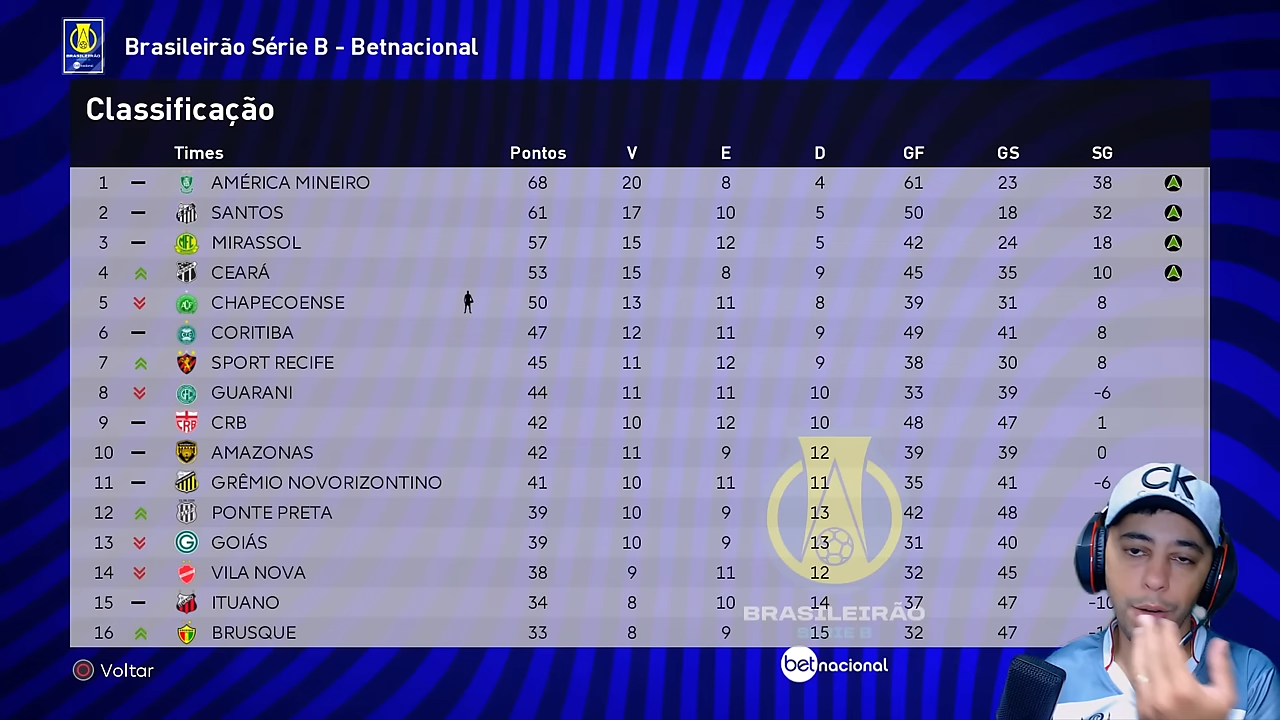 Brasileirão Série B - Betnacional
Classificação
Times Pontos V E D GF GS SG
1 AMÉRICA MINEIRO 68 20 8 4 61 23 38
2 SANTOS 61 17 10 5 50 18 32
3 MIRASSOL 57 15 12 5 42 24 18
4 CEARÁ 53 15 8 9 45 35 10
5 CHAPECOENSE 50 13 11 8 39 31 8
6 CORITIBA 47 12 11 9 49 41 8
7 SPORT RECIFE 45 11 12 9 38 30 8
8 GUARANI 44 11 11 10 33 39 -6
9 CRB 42 10 12 10 48 47 1
10 AMAZONAS 42 11 9 12 39 39 0
11 GRÊMIO NOVORIZONTINO 41 10 11 11 35 41 -6
12 PONTE PRETA 39 10 9 13 42 48
13 GOIÁS 39 10 9 13 31 40
14 VILA NOVA 38 9 11 12 32 45
15 ITUANO 34 8 10 14 37 47 -10
16 BRUSQUE 33 8 9 15 32 47
BRASILEIRÃO
SÉRIE B
betnacional
Voltar
CK